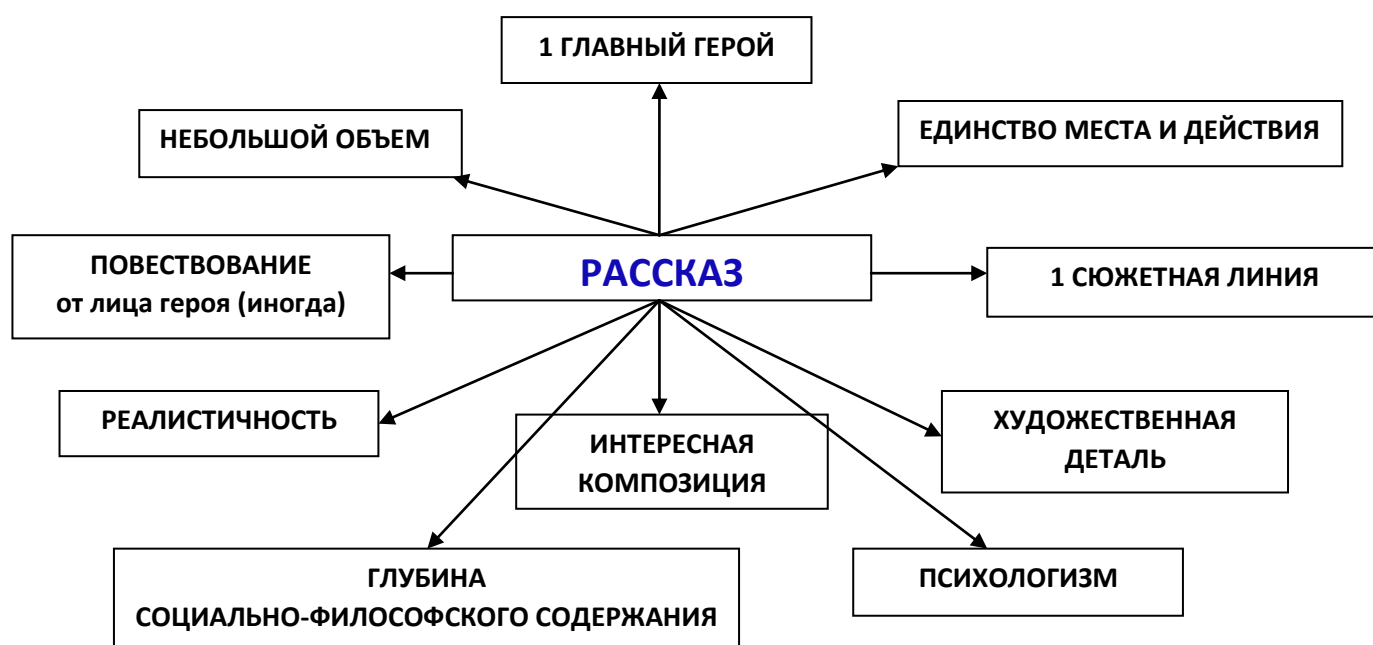 1 ГЛАВНЫЙ ГЕРОЙ
НЕБОЛЬШОЙ ОБЪЕМ
ЕДИНСТВО МЕСТА И ДЕЙСТВИЯ
ПОВЕСТВОВАНИЕ
от лица героя (иногда)
РАССКАЗ
1 СЮЖЕТНАЯ ЛИНИЯ
РЕАЛИСТИЧНОСТЬ
ИНТЕРЕСНАЯ
КОМПОЗИЦИЯ
ХУДОЖЕСТВЕННАЯ
ДЕТАЛЬ
ГЛУБИНА
СОЦИАЛЬНО-ФИЛОСОФСКОГО СОДЕРЖАНИЯ
ПСИХОЛОГИЗМ